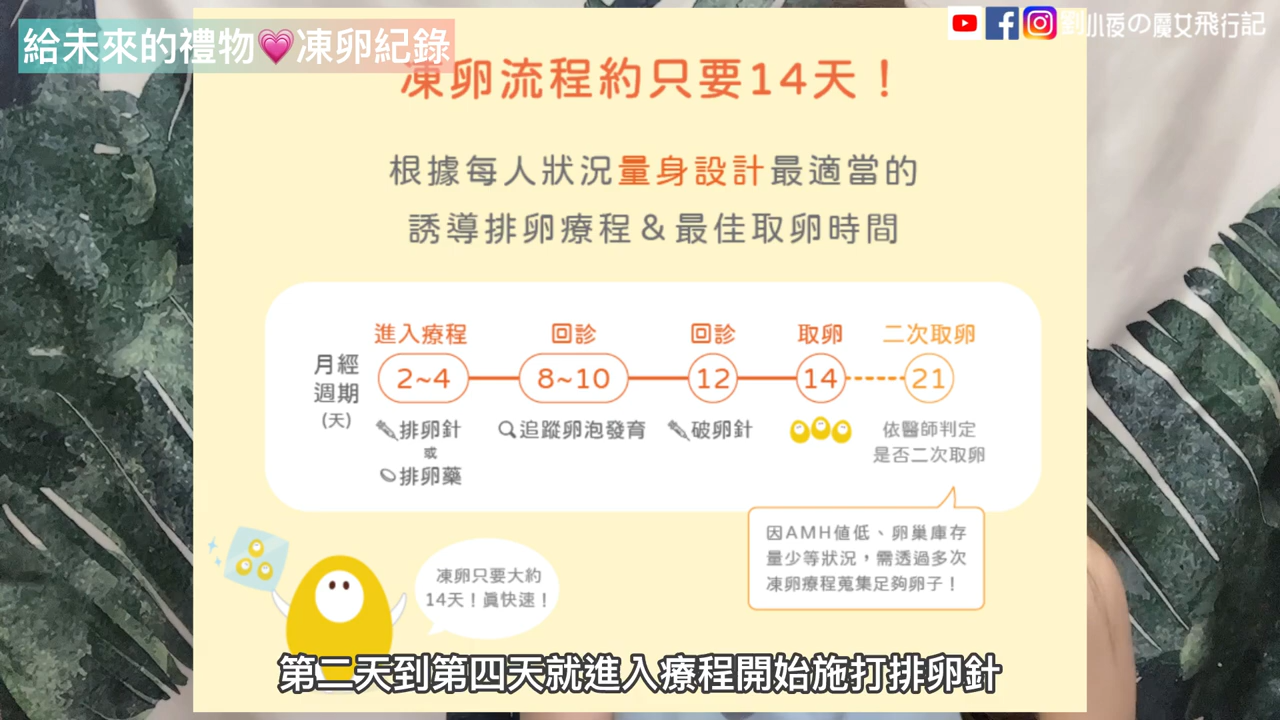 給未來的禮物💗凍卵紀錄
劉小夜の魔女飛行記
凍卵流程約只要14天！
根據每人狀況量身設計最適當的
誘導排卵療程＆最佳取卵時間
進入療程 回診 回診 取卵 二次取卵
月經
週期
(天)
2~4 8~10 12 14 21
排卵針 追蹤卵泡發育 破卵針
或
排卵藥
依醫師判定
是否二次取卵
因AMH值低、卵巢庫存
量少等狀況，需透過多次
凍卵療程蒐集足夠卵子！
凍卵只要大約
14天！真快速！
第二天到第四天就進入療程開始施打排卵針